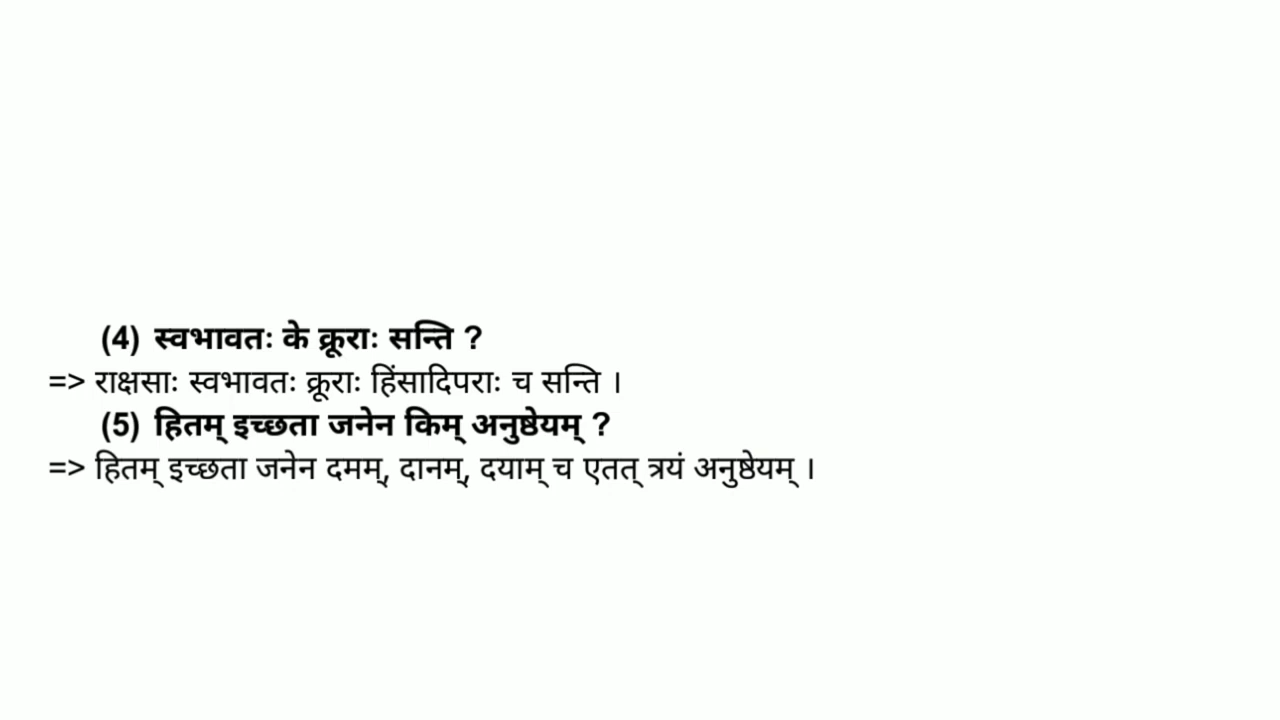 (4) स्वभावतः के क्रूराः सन्ति ?
=> राक्षसाः स्वभावतः क्रूराः हिंसादिपराः च सन्ति ।
(5) हितम् इच्छता जनेन किम् अनुष्ठेयम् ?
=> हितम् इच्छता जनेन दमम्, दानम्, दयाम् च एतत् त्रयं अनुष्ठेयम् ।